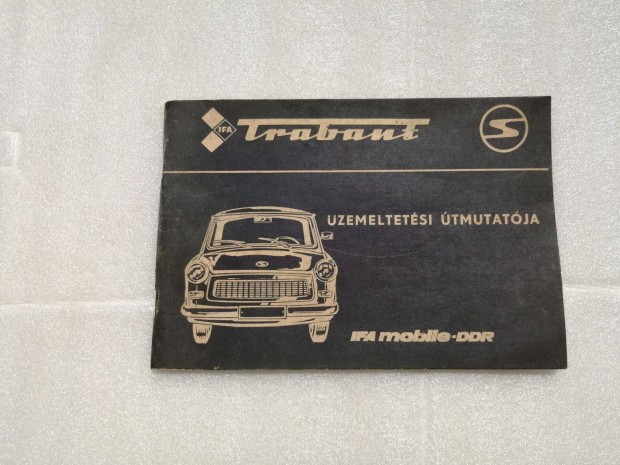 IFA Trabant S
UZEMELTETÉSI ÚTMUTATÓJA
S
IFA mobile-DDR